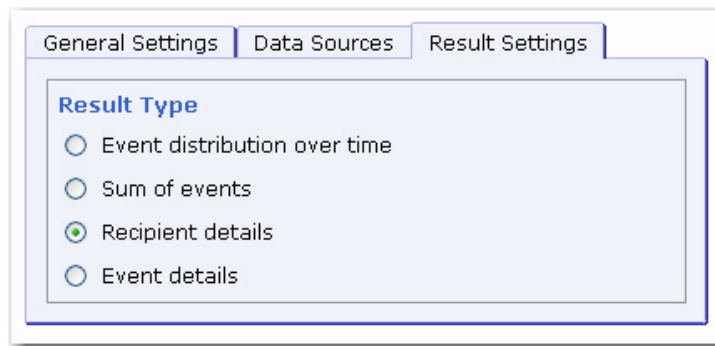 General Settings Data Sources Result Settings
Result Type
Event distribution over time
Sum of events
Recipient details
Event details